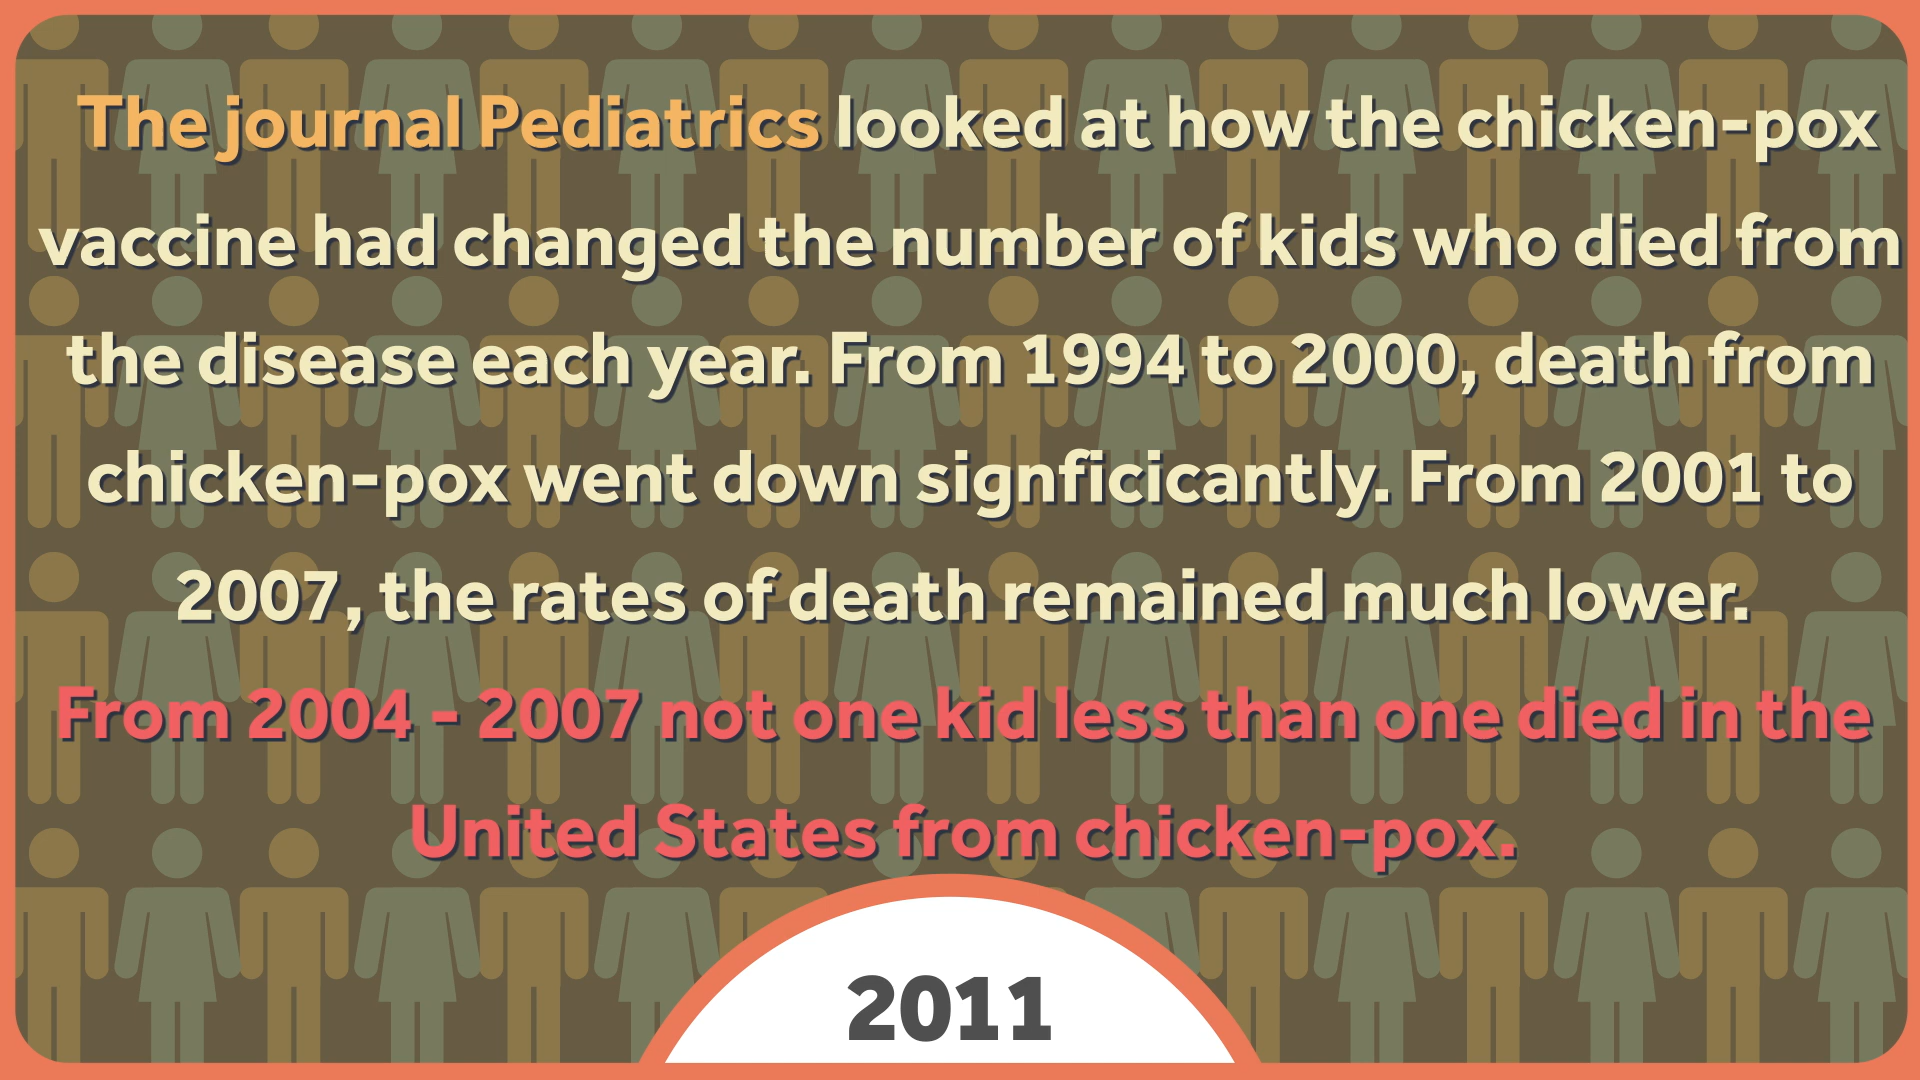 The journal Pediatrics looked at how the chicken-pox
vaccine had changed the number of kids who died from
the disease each year. From 1994 to 2000, death from
chicken-pox went down signficicantly. From 2001 to
2007, the rates of death remained much lower.
From 2004 - 2007 not one kid less than one died in the
United States from chicken-pox.
2011